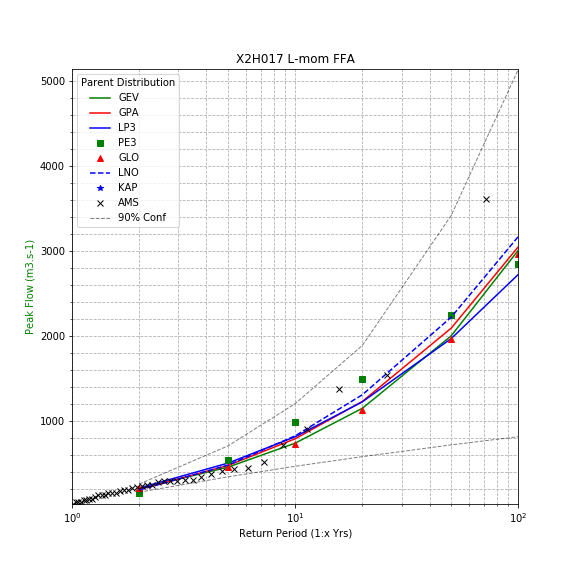 X2H017 L-mom FFA
Parent Distribution
GEV
GPA
LP3
PE3
GLO
LNO
KAP
AMS
90% Conf
5000
4000
3000
2000
1000
Peak Flow (m3.s-1)
10⁰
10¹
10²
Return Period (1:x Yrs)